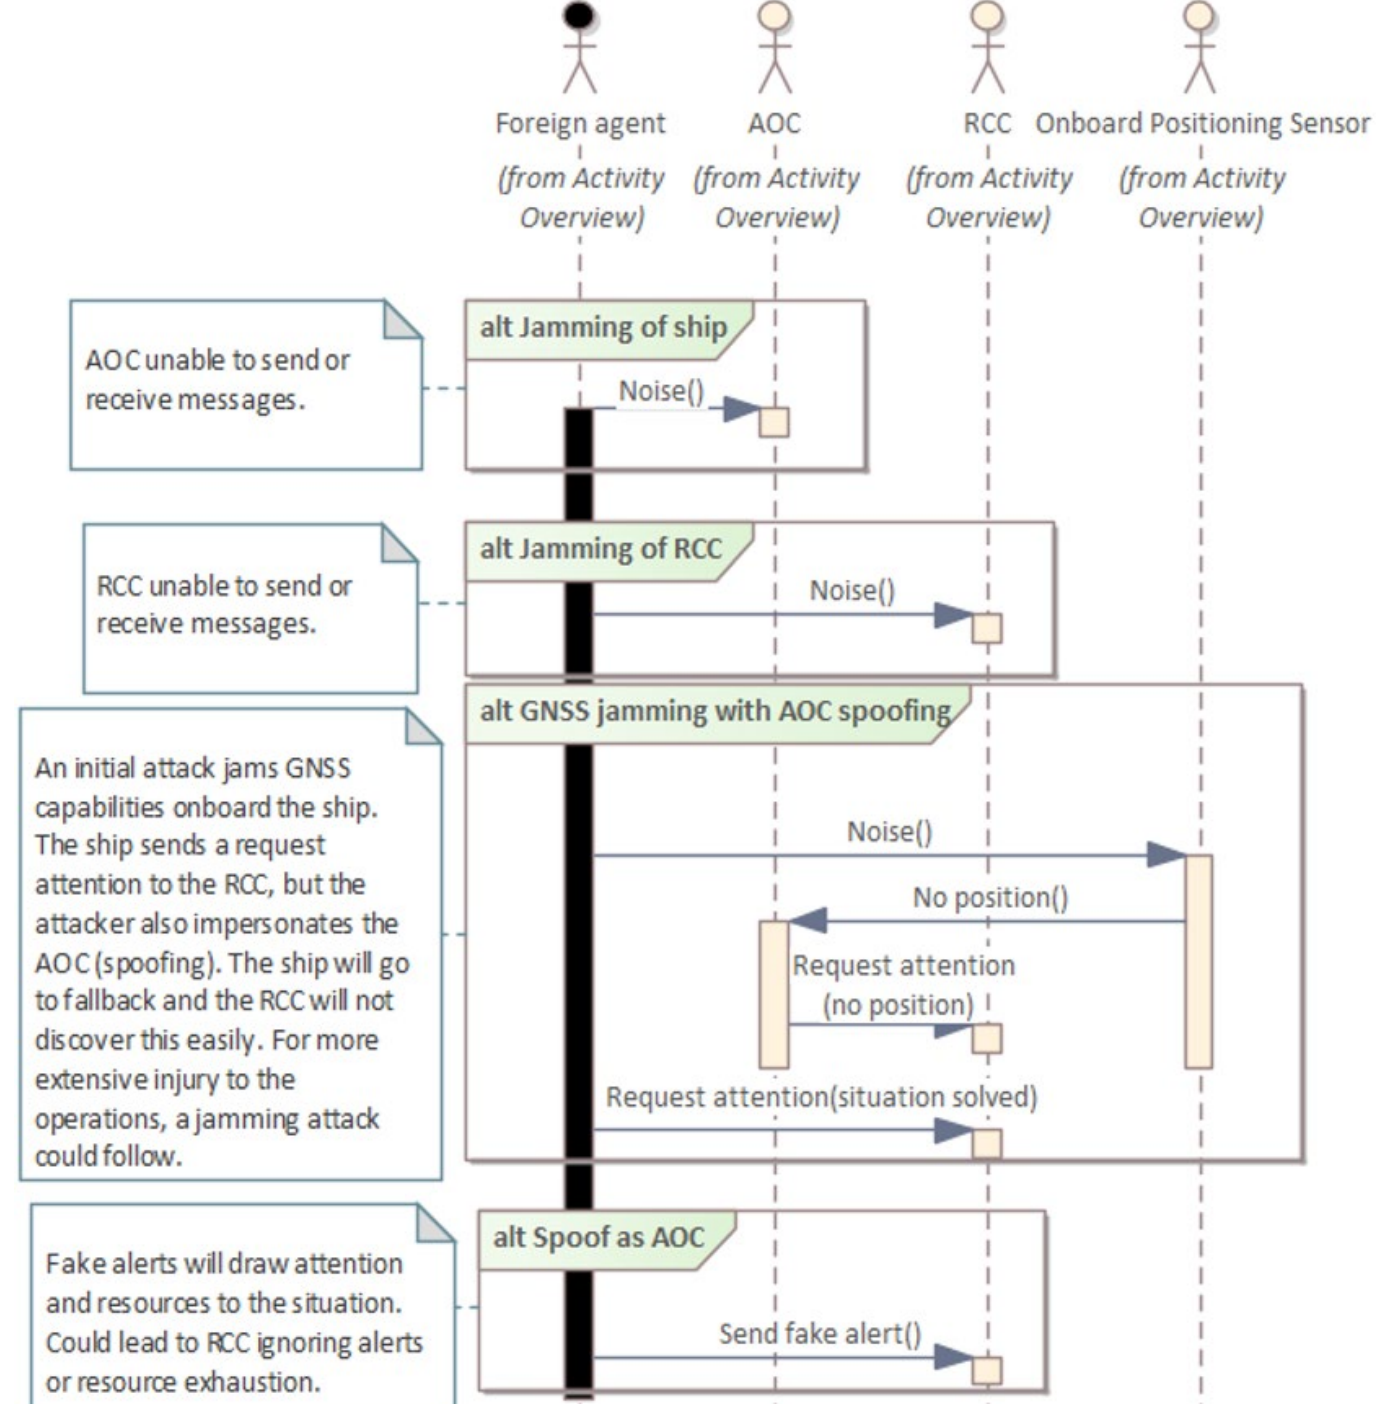 Foreign agent
AOC
RCC
Onboard Positioning Sensor
(from Activity
Overview)
(from Activity
Overview)
(from Activity
Overview)
(from Activity
Overview)
alt Jamming of ship
AOC unable to send or
receive messages.
Noise()
alt Jamming of RCC
RCC unable to send or
receive messages.
Noise()
alt GNSS jamming with AOC spoofing
An initial attack jams GNSS
capabilities onboard the ship.
The ship sends a request
attention to the RCC, but the
attacker also impersonates the
AOC (spoofing). The ship will go
to fallback and the RCC will not
discover this easily. For more
extensive injury to the
operations, a jamming attack
could follow.
Noise()
No position()
Request attention
(no position)
Request attention(situation solved)
alt Spoof as AOC
Fake alerts will draw attention
and resources to the situation.
Could lead to RCC ignoring alerts
or resource exhaustion.
Send fake alert()